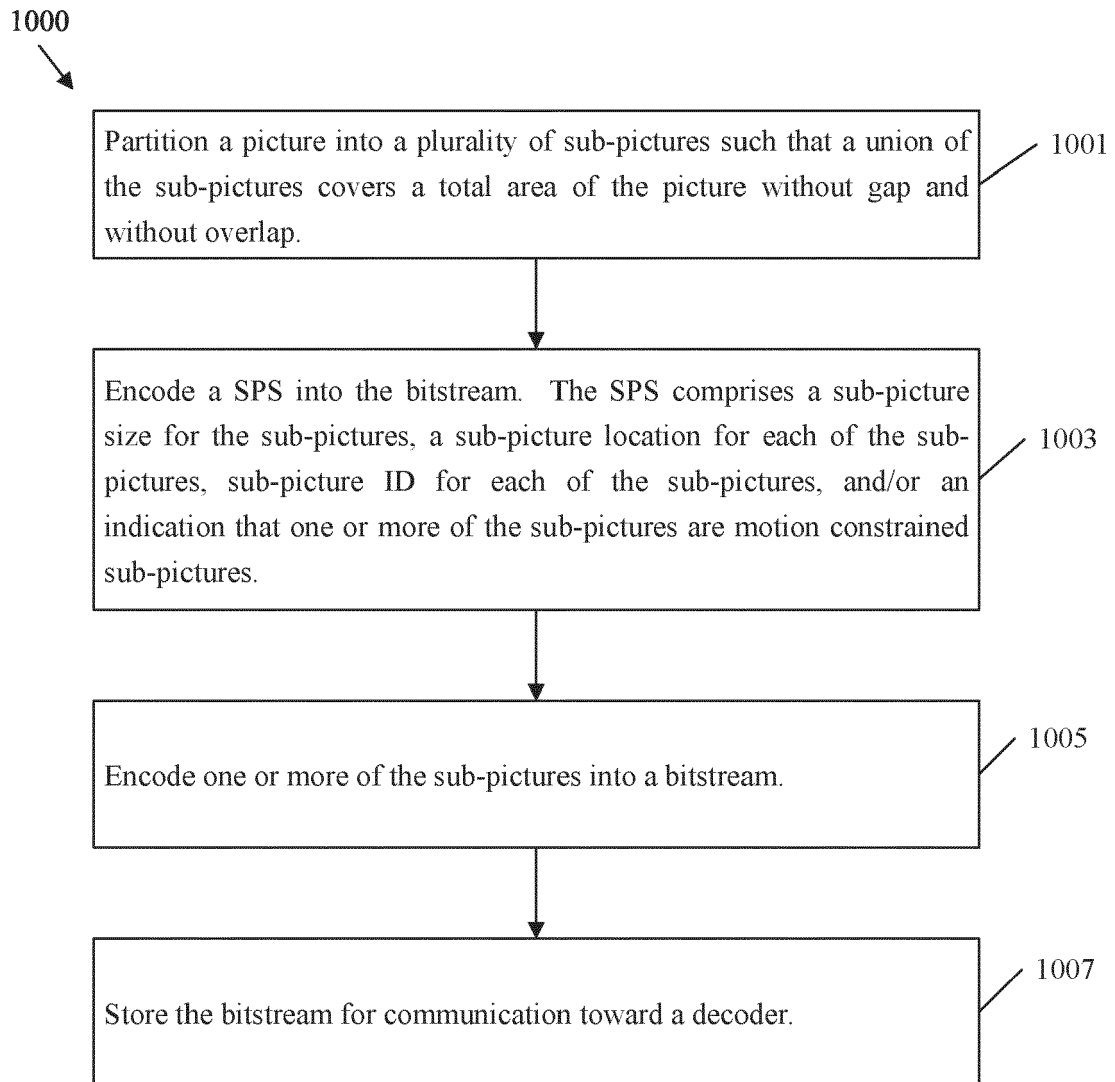 1000
Partition a picture into a plurality of sub-pictures such that a union of
the sub-pictures covers a total area of the picture without gap and
without overlap.
1001
Encode a SPS into the bitstream. The SPS comprises a sub-picture
size for the sub-pictures, a sub-picture location for each of the sub-
pictures, sub-picture ID for each of the sub-pictures, and/or an
indication that one or more of the sub-pictures are motion constrained
sub-pictures.
1003
Encode one or more of the sub-pictures into a bitstream.
1005
Store the bitstream for communication toward a decoder.
1007